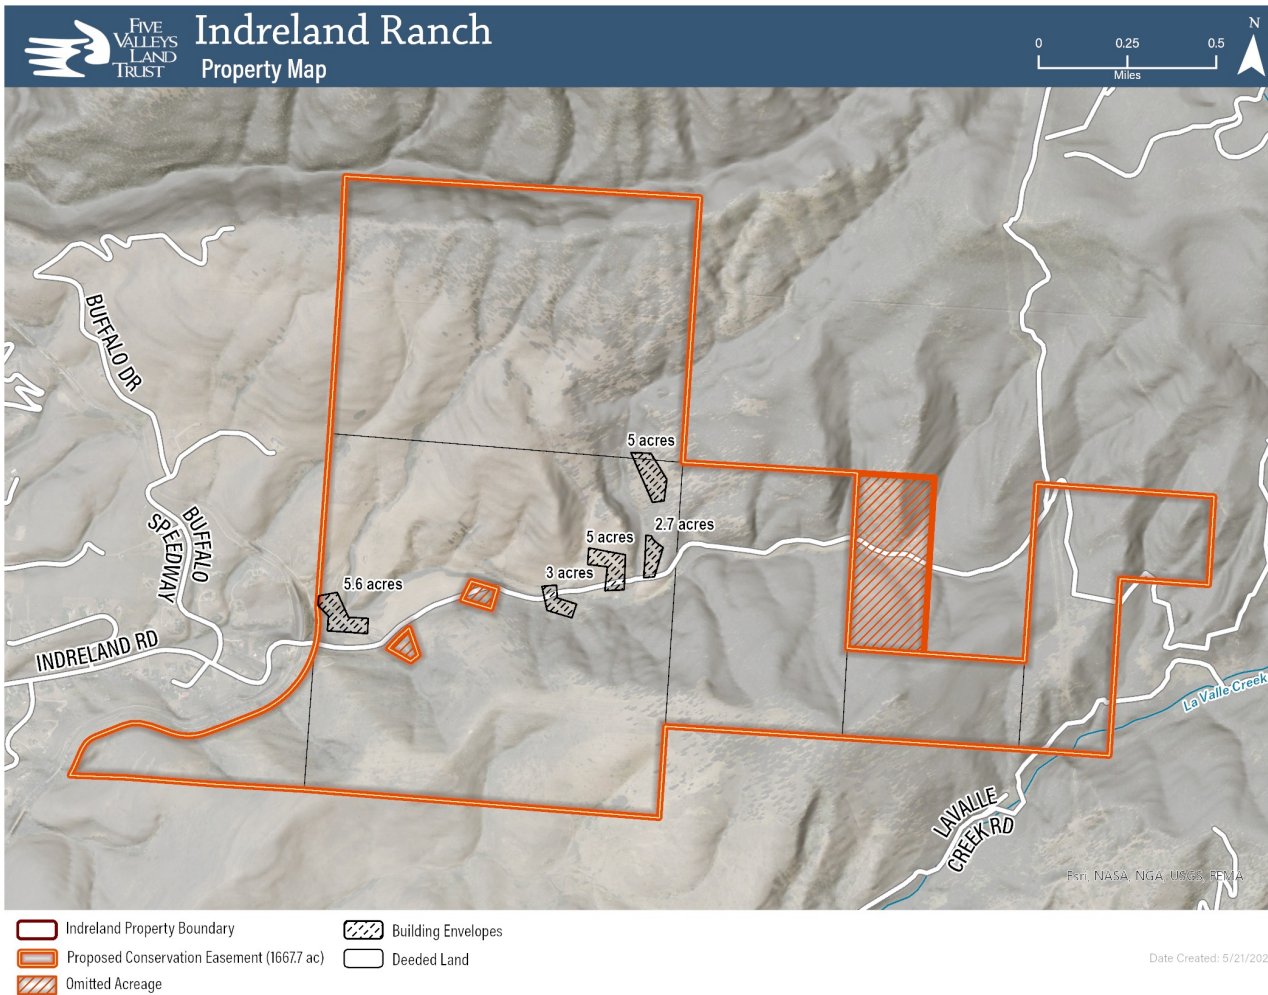 FIVE
VALLEYS
LAND
TRUST
Indreland Ranch
Property Map
0 0.25 0.5
Miles
N
BUFFALO DR
BUFFALO
SPEEDWAY
INDRELAND RD
5 acres
2.7 acres
5 acres
3 acres
5.6 acres
La Valle Creek
LAVALLE
CREEK RD
Esri, NASA, NGA, USGS, FEMA
Indreland Property Boundary
Proposed Conservation Easement (1667.7 ac)
Omitted Acreage
Building Envelopes
Deeded Land
Date Created: 5/21/202